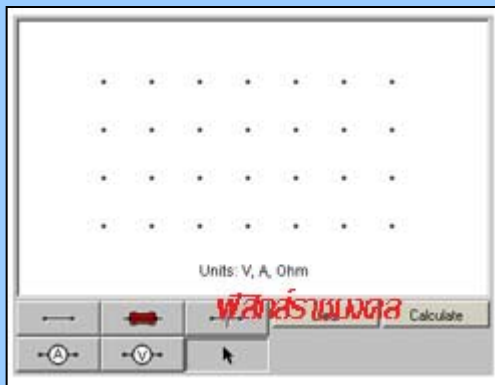 Units: V, A, Ohm
ฟิสิกส์ราชมงคล
Calculate
A
V